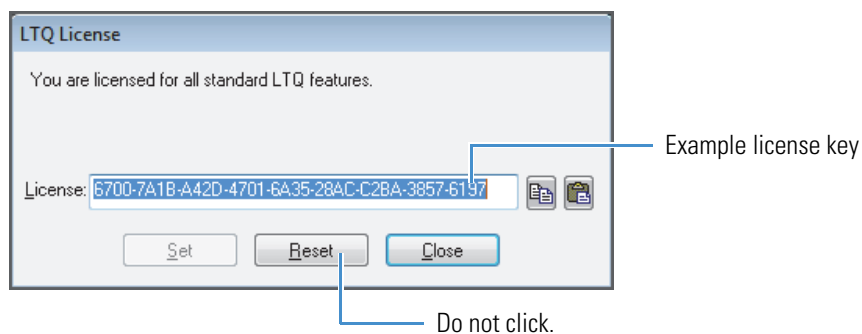 LTQ License
You are licensed for all standard LTQ features.
Example license key
License: 6700-7A1B-A42D-4701-6A35-28AC-C2BA-3857-6197
Set Reset Close
Do not click.